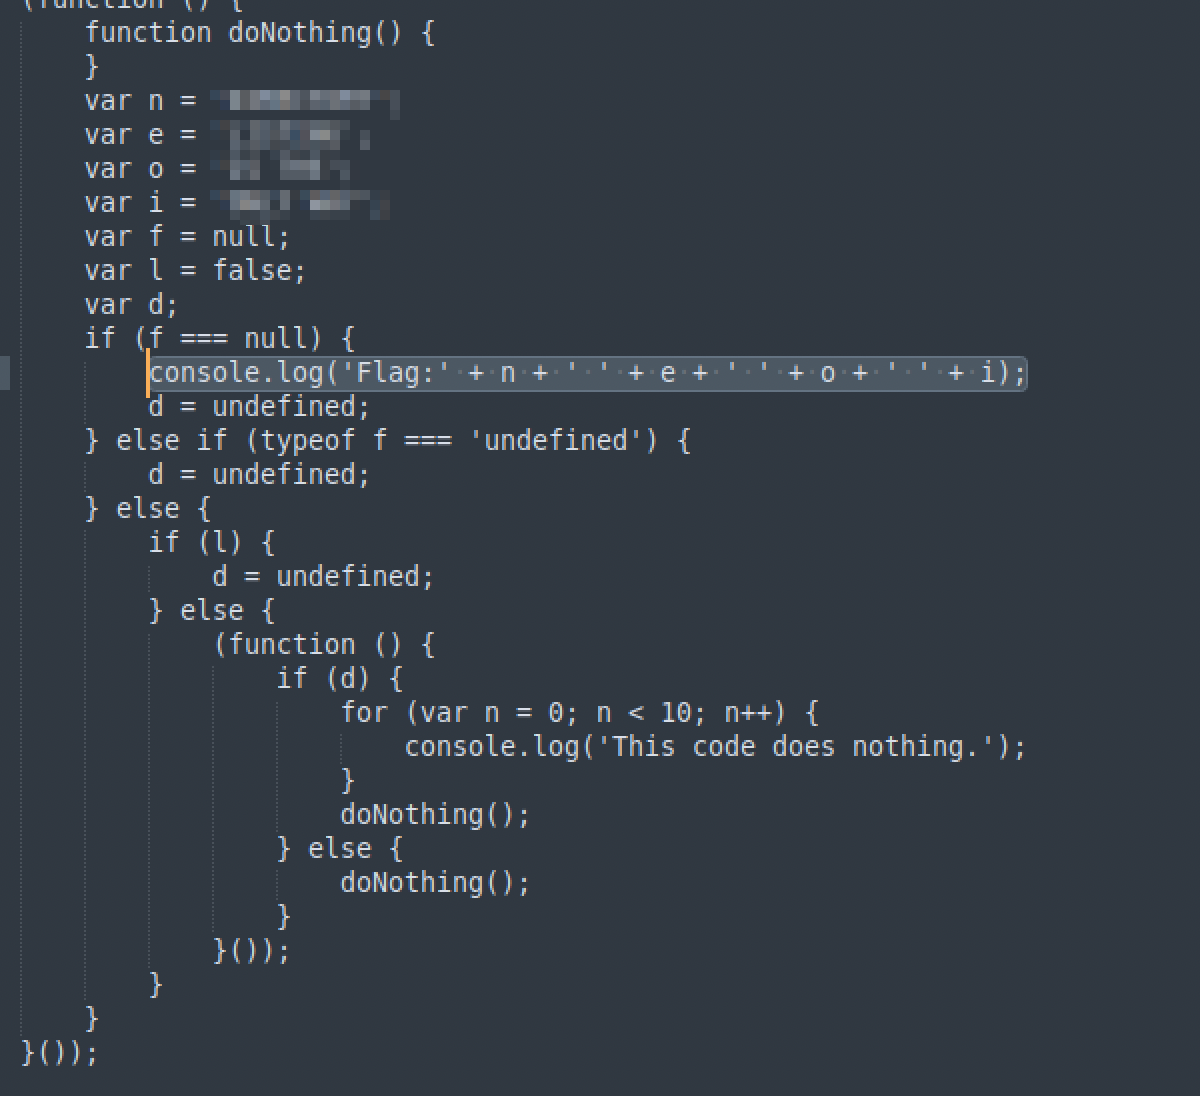 (function () {
    function doNothing() {
    }
    var n =
    var e =
    var o =
    var i =
    var f = null;
    var l = false;
    var d;
    if (f === null) {
        console.log('Flag:' + n + ' ' + e + ' ' + o + ' ' + i);
        d = undefined;
    } else if (typeof f === 'undefined') {
        d = undefined;
    } else {
        if (l) {
            d = undefined;
        } else {
            (function () {
                if (d) {
                    for (var n = 0; n < 10; n++) {
                        console.log('This code does nothing.');
                    }
                    doNothing();
                } else {
                    doNothing();
                }
            }());
        }
    }
}());